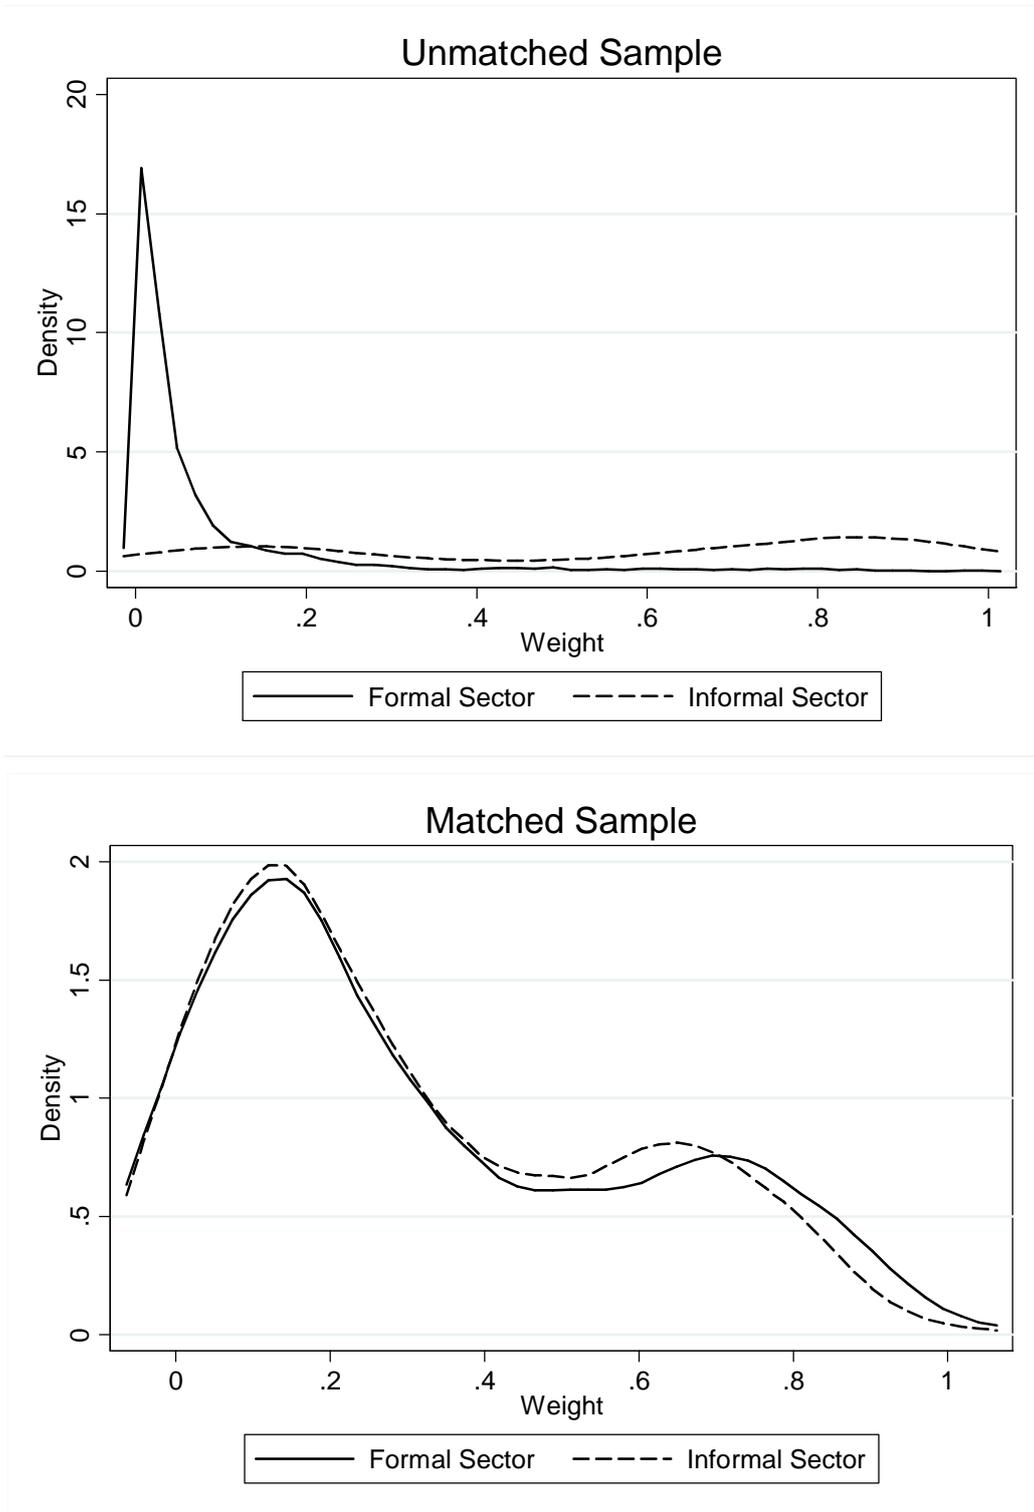 Unmatched Sample
20
15
10
5
0
Density
0 .2 .4 .6 .8 1
Weight
Formal Sector Informal Sector
Matched Sample
2
1.5
1
.5
0
Density
0 .2 .4 .6 .8 1
Weight
Formal Sector Informal Sector